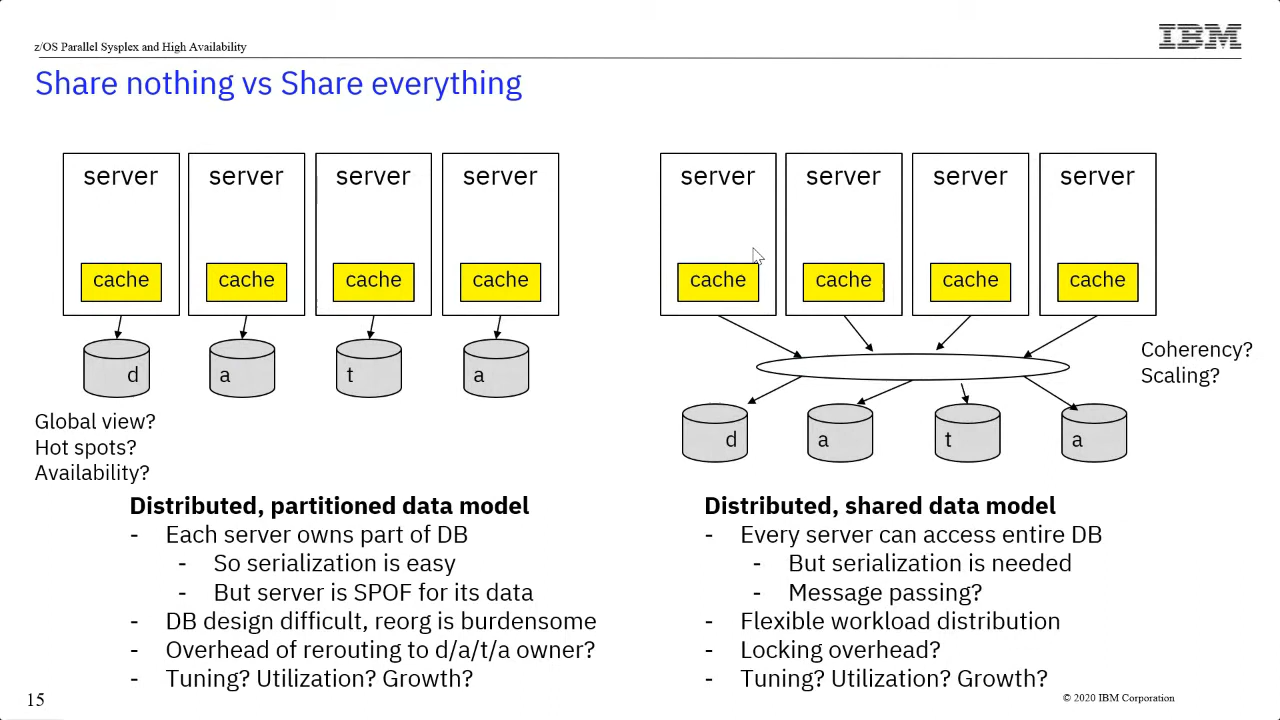 z/OS Parallel Sysplex and High Availability
IBM
Share nothing vs Share everything
server
server
server
server
cache
cache
cache
cache
d
a
t
a
Global view?
Hot spots?
Availability?
Distributed, partitioned data model
- Each server owns part of DB
- So serialization is easy
- But server is SPOF for its data
- DB design difficult, reorg is burdensome
- Overhead of rerouting to d/a/t/a owner?
- Tuning? Utilization? Growth?
server
server
server
server
cache
cache
cache
cache
Coherency?
Scaling?
d
a
t
a
Distributed, shared data model
- Every server can access entire DB
- But serialization is needed
- Message passing?
- Flexible workload distribution
- Locking overhead?
- Tuning? Utilization? Growth?
15
© 2020 IBM Corporation